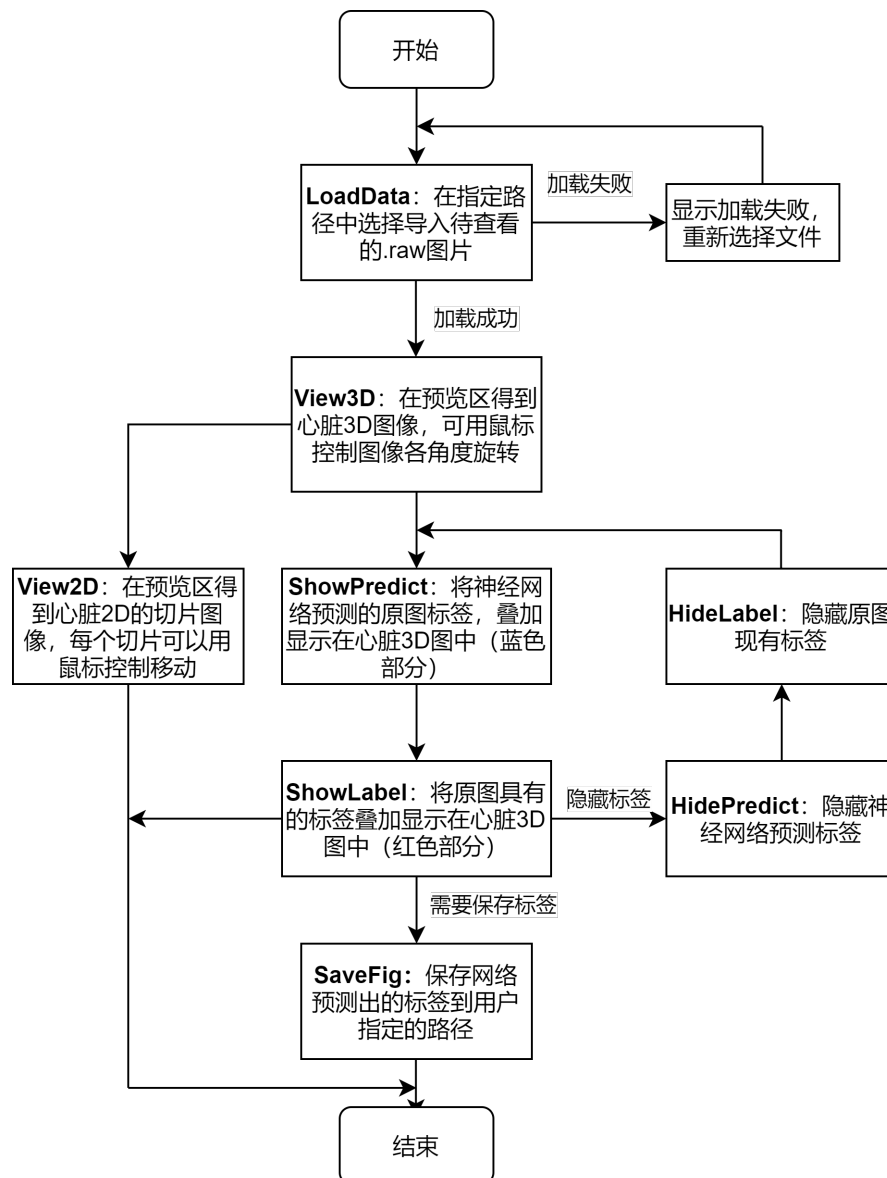 开始
加载失败
LoadData：在指定路
径中选择导入待查看
的.raw图片
显示加载失败，
重新选择文件
加载成功
View3D：在预览区得到
心脏3D图像，可用鼠标
控制图像各角度旋转
View2D：在预览区得
到心脏2D的切片图
像，每个切片可以用
鼠标控制移动
ShowPredict：将神经网
络预测的原图标签，叠加
显示在心脏3D图中（蓝色
部分）
HideLabel：隐藏原图
现有标签
ShowLabel：将原图具有
的标签叠加显示在心脏3D
图中（红色部分）
隐藏标签
HidePredict：隐藏神
经网络预测标签
需要保存标签
SaveFig：保存网络
预测出的标签到用户
指定的路径
结束